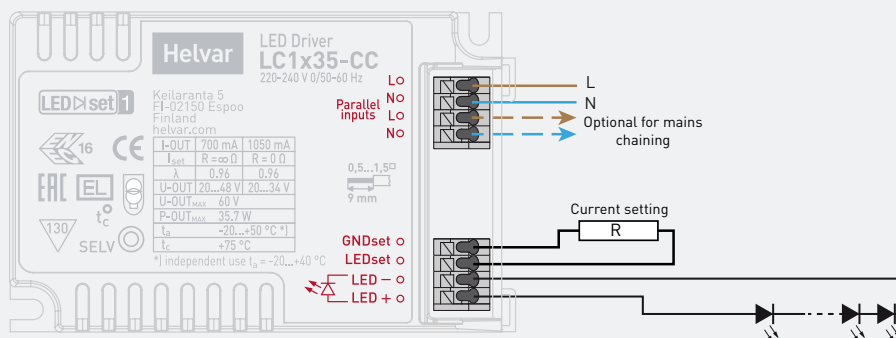 Helvar
LED Driver
LC1x35-CC
220-240 V 0/50-60 Hz
LED set 1
Keilaranta 5
FI-02150 Espoo
Finland
helvar.com
16
CE
EAC
EL
130
tc
SELV
I-OUT 700 mA 1050 mA
Iset R = ∞ Ω R = 0 Ω
λ 0.96 0.96
U-OUT 20...48 V 20...34 V
U-OUTMAX 60 V
P-OUTMAX 35.7 W
ta -20...+50 °C *)
tc +75 °C
*) independent use ta = -20...+40 °C
Parallel
inputs
L
N
L
N
0,5...1,5
9 mm
GNDset
LEDset
LED –
LED +
L
N
Optional for mains
chaining
Current setting
R